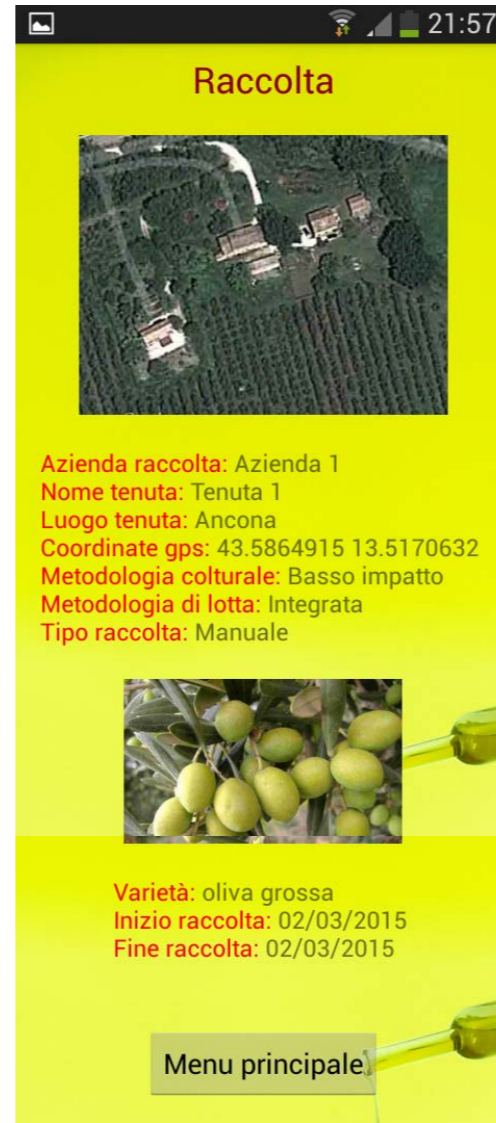 21:57
Raccolta
Azienda raccolta: Azienda 1
Nome tenuta: Tenuta 1
Luogo tenuta: Ancona
Coordinate gps: 43.5864915 13.5170632
Metodologia colturale: Basso impatto
Metodologia di lotta: Integrata
Tipo raccolta: Manuale
Varietà: oliva grossa
Inizio raccolta: 02/03/2015
Fine raccolta: 02/03/2015
Menu principale